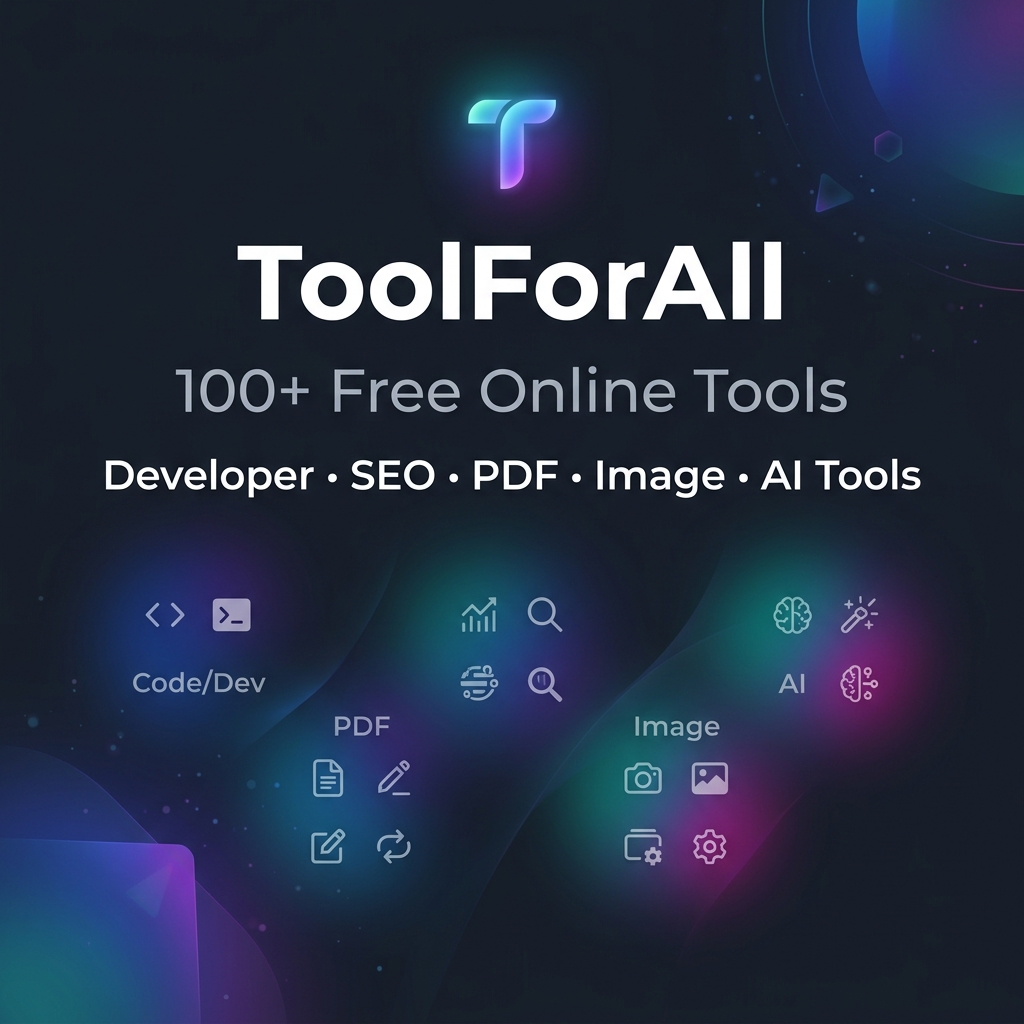 ToolForAll
100+ Free Online Tools
Developer • SEO • PDF • Image • AI Tools
Code/Dev
AI
PDF
Image